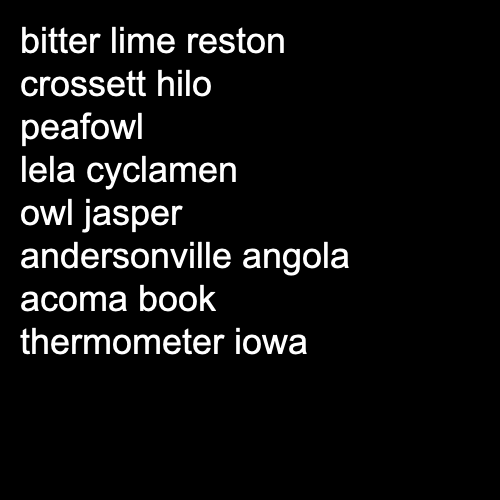 bitter lime reston
crossett hilo
peafowl
lela cyclamen
owl jasper
andersonville angola
acoma book
thermometer iowa